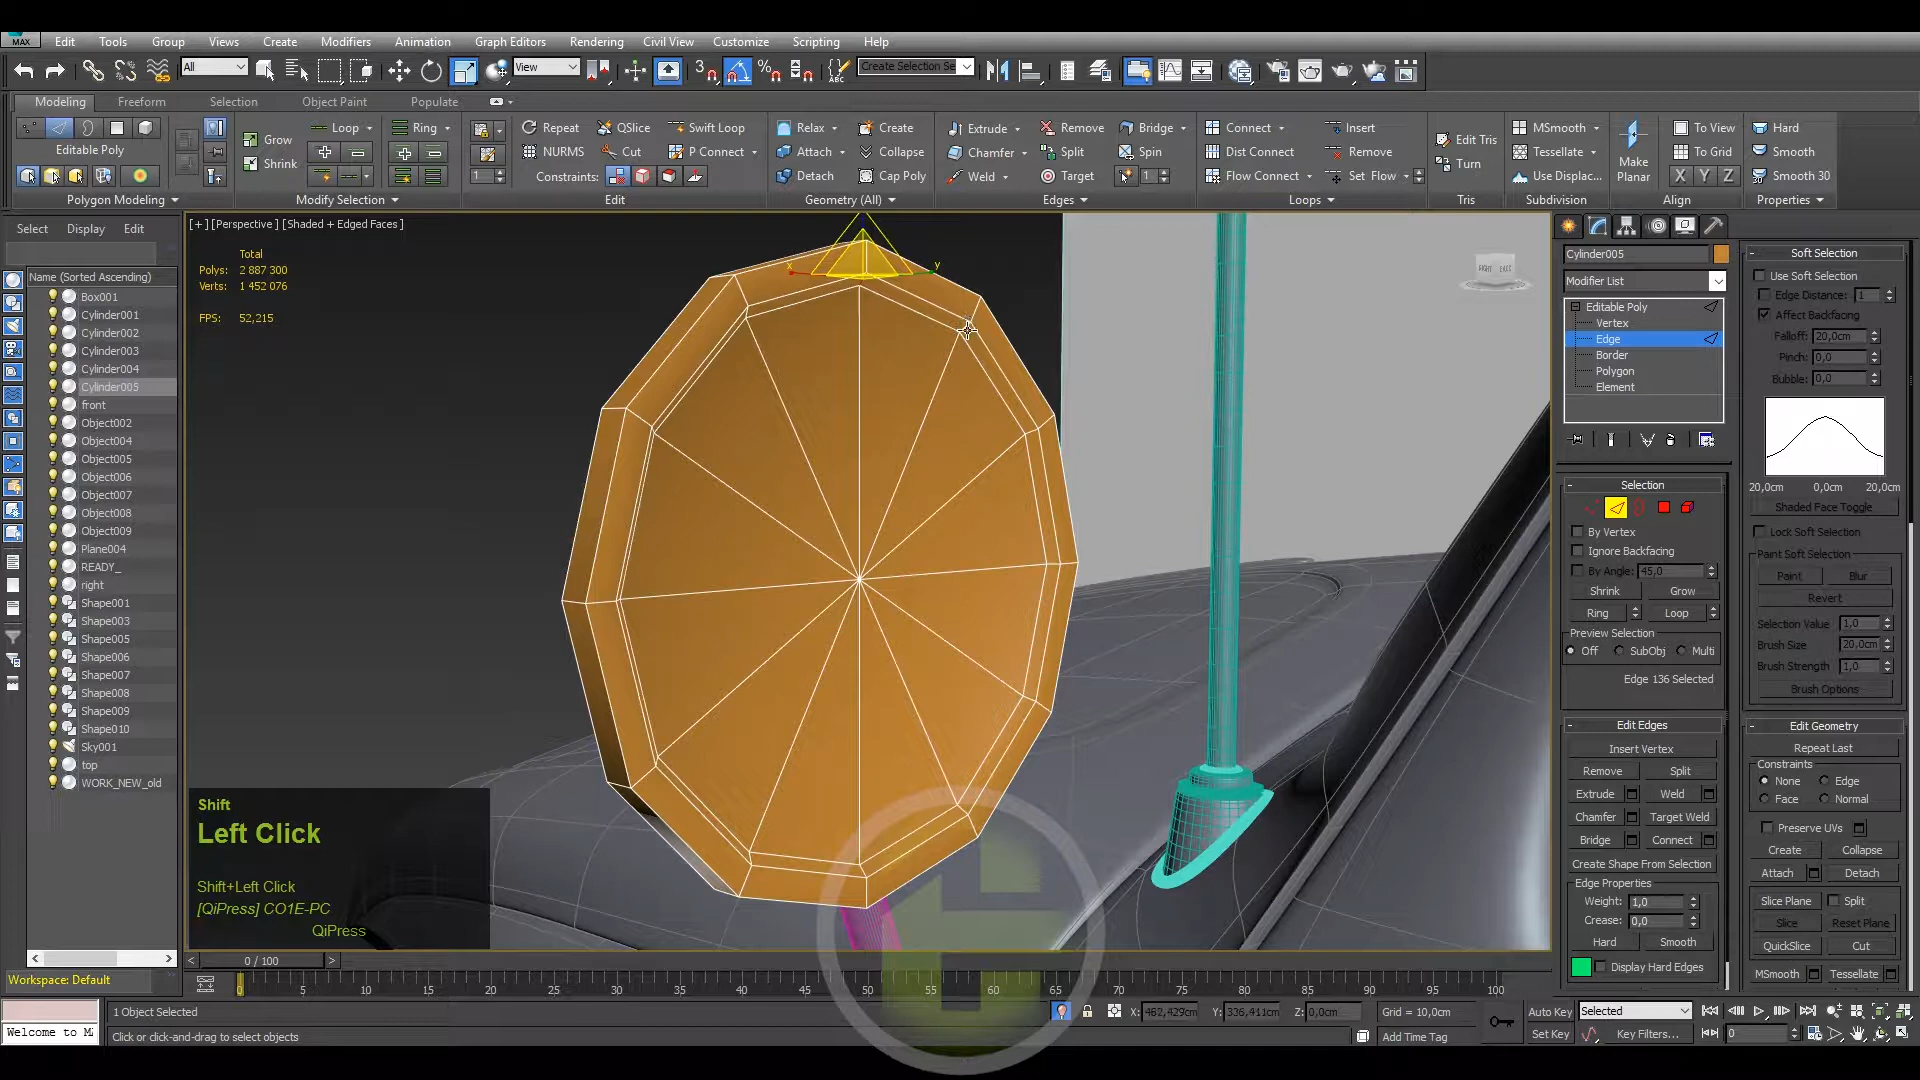 MAX Edit Tools Group Views Create Modifiers Animation Graph Editors Rendering Civil View Customize Scripting Help
All View Create Selection Se
Modeling Freeform Selection Object Paint Populate
Loop Ring Repeat QSlice Swift Loop Relax Create Extrude Remove Bridge Connect Insert MSmooth To View Hard
Grow Edit Tris
Editable Poly NURMS Cut P Connect Attach Collapse Chamfer Split Spin Dist Connect Remove Tessellate To Grid Smooth
Shrink Turn Make
Planar
Constraints: 1 Detach Cap Poly Weld Target 1 Flow Connect Set Flow Use Displac... X Y Z Smooth 30
Polygon Modeling Modify Selection Edit Geometry (All) Edges Loops Tris Subdivision Align Properties
Select Display Edit
Name (Sorted Ascending)
Box001
Cylinder001
Cylinder002
Cylinder003
Cylinder004
Cylinder005
front
Object002
Object004
Object005
Object006
Object007
Object008
Object009
Plane004
READY_
right
Shape001
Shape003
Shape005
Shape006
Shape007
Shape008
Shape009
Shape010
Sky001
top
WORK_NEW_old
[+] [Perspective] [Shaded + Edged Faces]
Total
Polys: 2 887 300
Verts: 1 452 076
FPS: 52,215
x y
Shift
Left Click
Shift+Left Click
[QiPress] CO1E-PC
QiPress
Cylinder005
Modifier List
Editable Poly
Vertex
Edge
Border
Polygon
Element
Selection
By Vertex
Ignore Backfacing
By Angle: 45,0
Shrink Grow
Ring Loop
Preview Selection
Off SubObj Multi
Edge 136 Selected
Edit Edges
Insert Vertex
Remove Split
Extrude Weld
Chamfer Target Weld
Bridge Connect
Create Shape From Selection
Edge Properties
Weight: 1,0
Crease: 0,0
Hard Smooth
Display Hard Edges
Soft Selection
Use Soft Selection
Edge Distance: 1
Affect Backfacing
Falloff: 20,0cm
Pinch: 0,0
Bubble: 0,0
20,0cm 0,0cm 20,0cm
Shaded Face Toggle
Lock Soft Selection
Paint Soft Selection
Paint Blur
Revert
Selection Value 1,0
Brush Size 20,0cm
Brush Strength 1,0
Brush Options
Edit Geometry
Repeat Last
Constraints
None Edge
Face Normal
Preserve UVs
Create Collapse
Attach Detach
Slice Plane Split
Slice Reset Plane
QuickSlice Cut
MSmooth Tessellate
0 / 100
Workspace: Default
0 5 10 15 20 25 30 35 40 45 50 55 60 65 70 75 80 85 90 95 100
1 Object Selected X: 462,429cm Y: 336,411cm Z: 0,0cm Grid = 10,0cm Auto Key Selected
Welcome to M Click or click-and-drag to select objects Add Time Tag Set Key Key Filters... 0